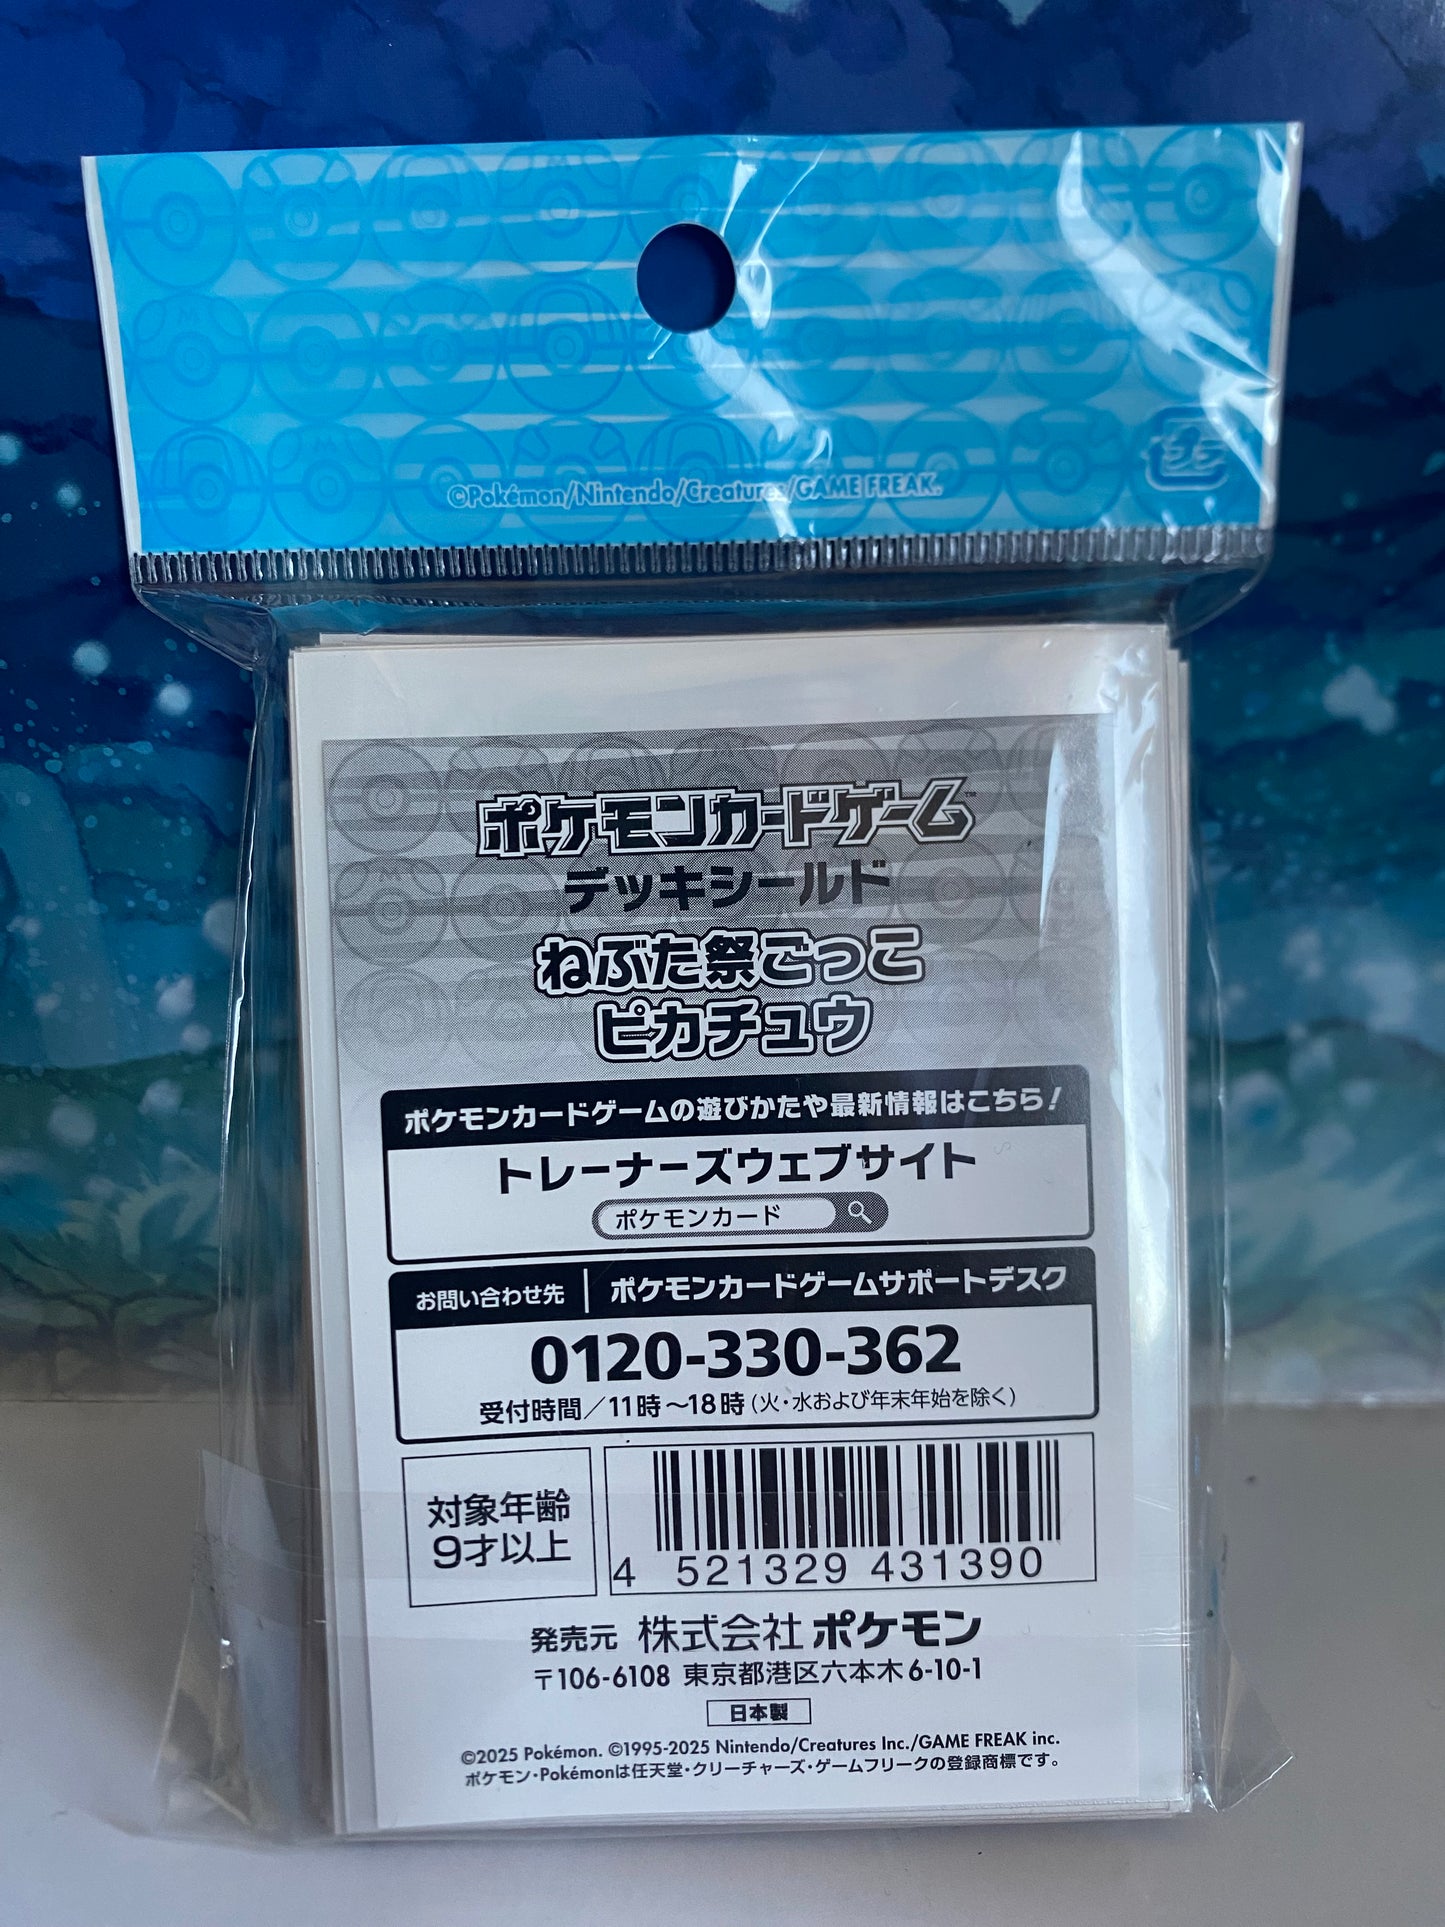 ©Pokémon/Nintendo/Creatures/GAME FREAK.
プラ
ポケモンカードゲーム™
デッキシールド
ねぶた祭ごっこ
ピカチュウ
ポケモンカードゲームの遊びかたや最新情報はこちら!
トレーナーズウェブサイト
ポケモンカード
お問い合わせ先 ポケモンカードゲームサポートデスク
0120-330-362
受付時間/11時~18時(火・水および年末年始を除く)
対象年齢
9才以上
4 521329 431390
発売元 株式会社ポケモン
〒106-6108 東京都港区六本木6-10-1
日本製
©2025 Pokémon. ©1995-2025 Nintendo/Creatures Inc./GAME FREAK inc.
ポケモン・Pokémonは任天堂・クリーチャーズ・ゲームフリークの登録商標です。